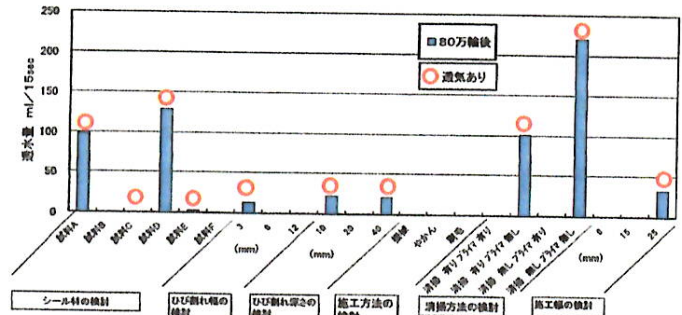 250
200
150
100
50
0
透水量 ml/15sec
80万輪後
透気あり
試料A
試料B
試料C
試料D
試料E
試料F
3
6
12
(mm)
10
20
40
(mm)
機械
やかん
刷毛
清掃 有り プライマ 有り
清掃 有り プライマ 無し
清掃 無し プライマ 有り
清掃 無し プライマ 無し
0
15
25
(mm)
シール材の検討
ひび割れ幅の
検討
ひび割れ深さの
検討
施工方法の
検討
清掃方法の検討
施工幅の検討